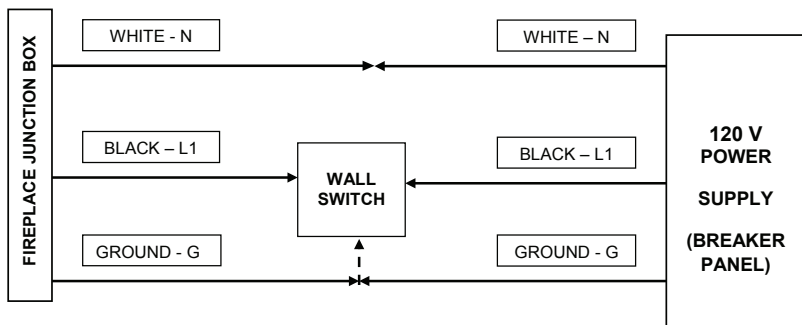 FIREPLACE JUNCTION BOX
WHITE - N
WHITE – N
BLACK – L1
WALL
SWITCH
BLACK – L1
GROUND - G
GROUND - G
120 V
POWER
SUPPLY
(BREAKER
PANEL)